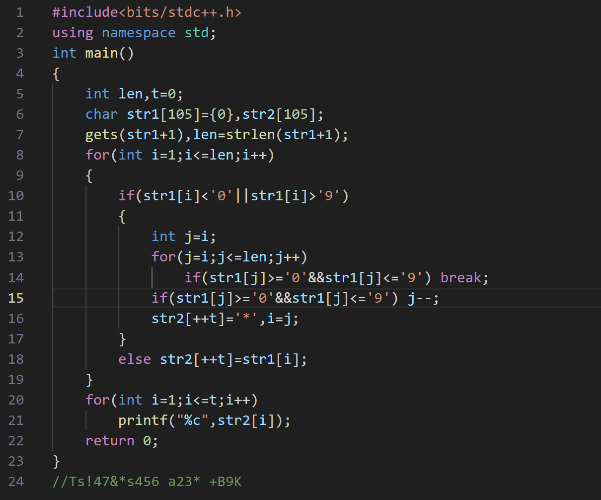 1 #include<bits/stdc++.h>
2 using namespace std;
3 int main()
4 {
5     int len,t=0;
6     char str1[105]={0},str2[105];
7     gets(str1+1),len=strlen(str1+1);
8     for(int i=1;i<=len;i++)
9     {
10         if(str1[i]<'0'||str1[i]>'9')
11         {
12             int j=i;
13             for(j=i;j<=len;j++)
14                 if(str1[j]>='0'&&str1[j]<='9') break;
15             if(str1[j]>='0'&&str1[j]<='9') j--;
16             str2[++t]='*',i=j;
17         }
18         else str2[++t]=str1[i];
19     }
20     for(int i=1;i<=t;i++)
21         printf("%c",str2[i]);
22     return 0;
23 }
24 //Ts!47&*s456 a23* +B9K